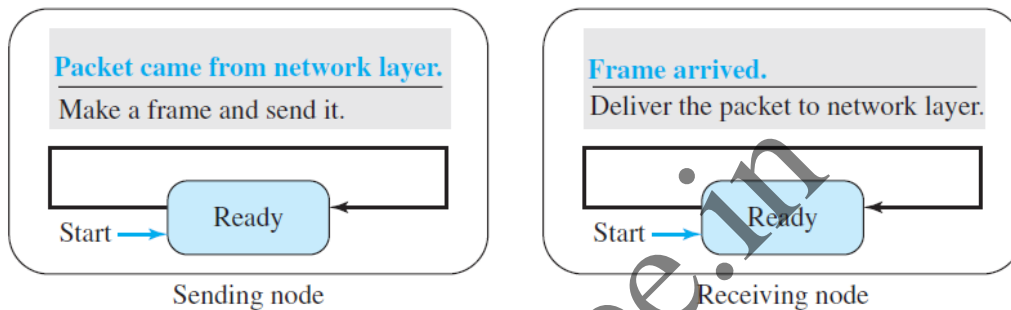 Packet came from network layer.
Make a frame and send it.
Ready
Start
Sending node
Frame arrived.
Deliver the packet to network layer.
Ready
Start
Receiving node
e.in